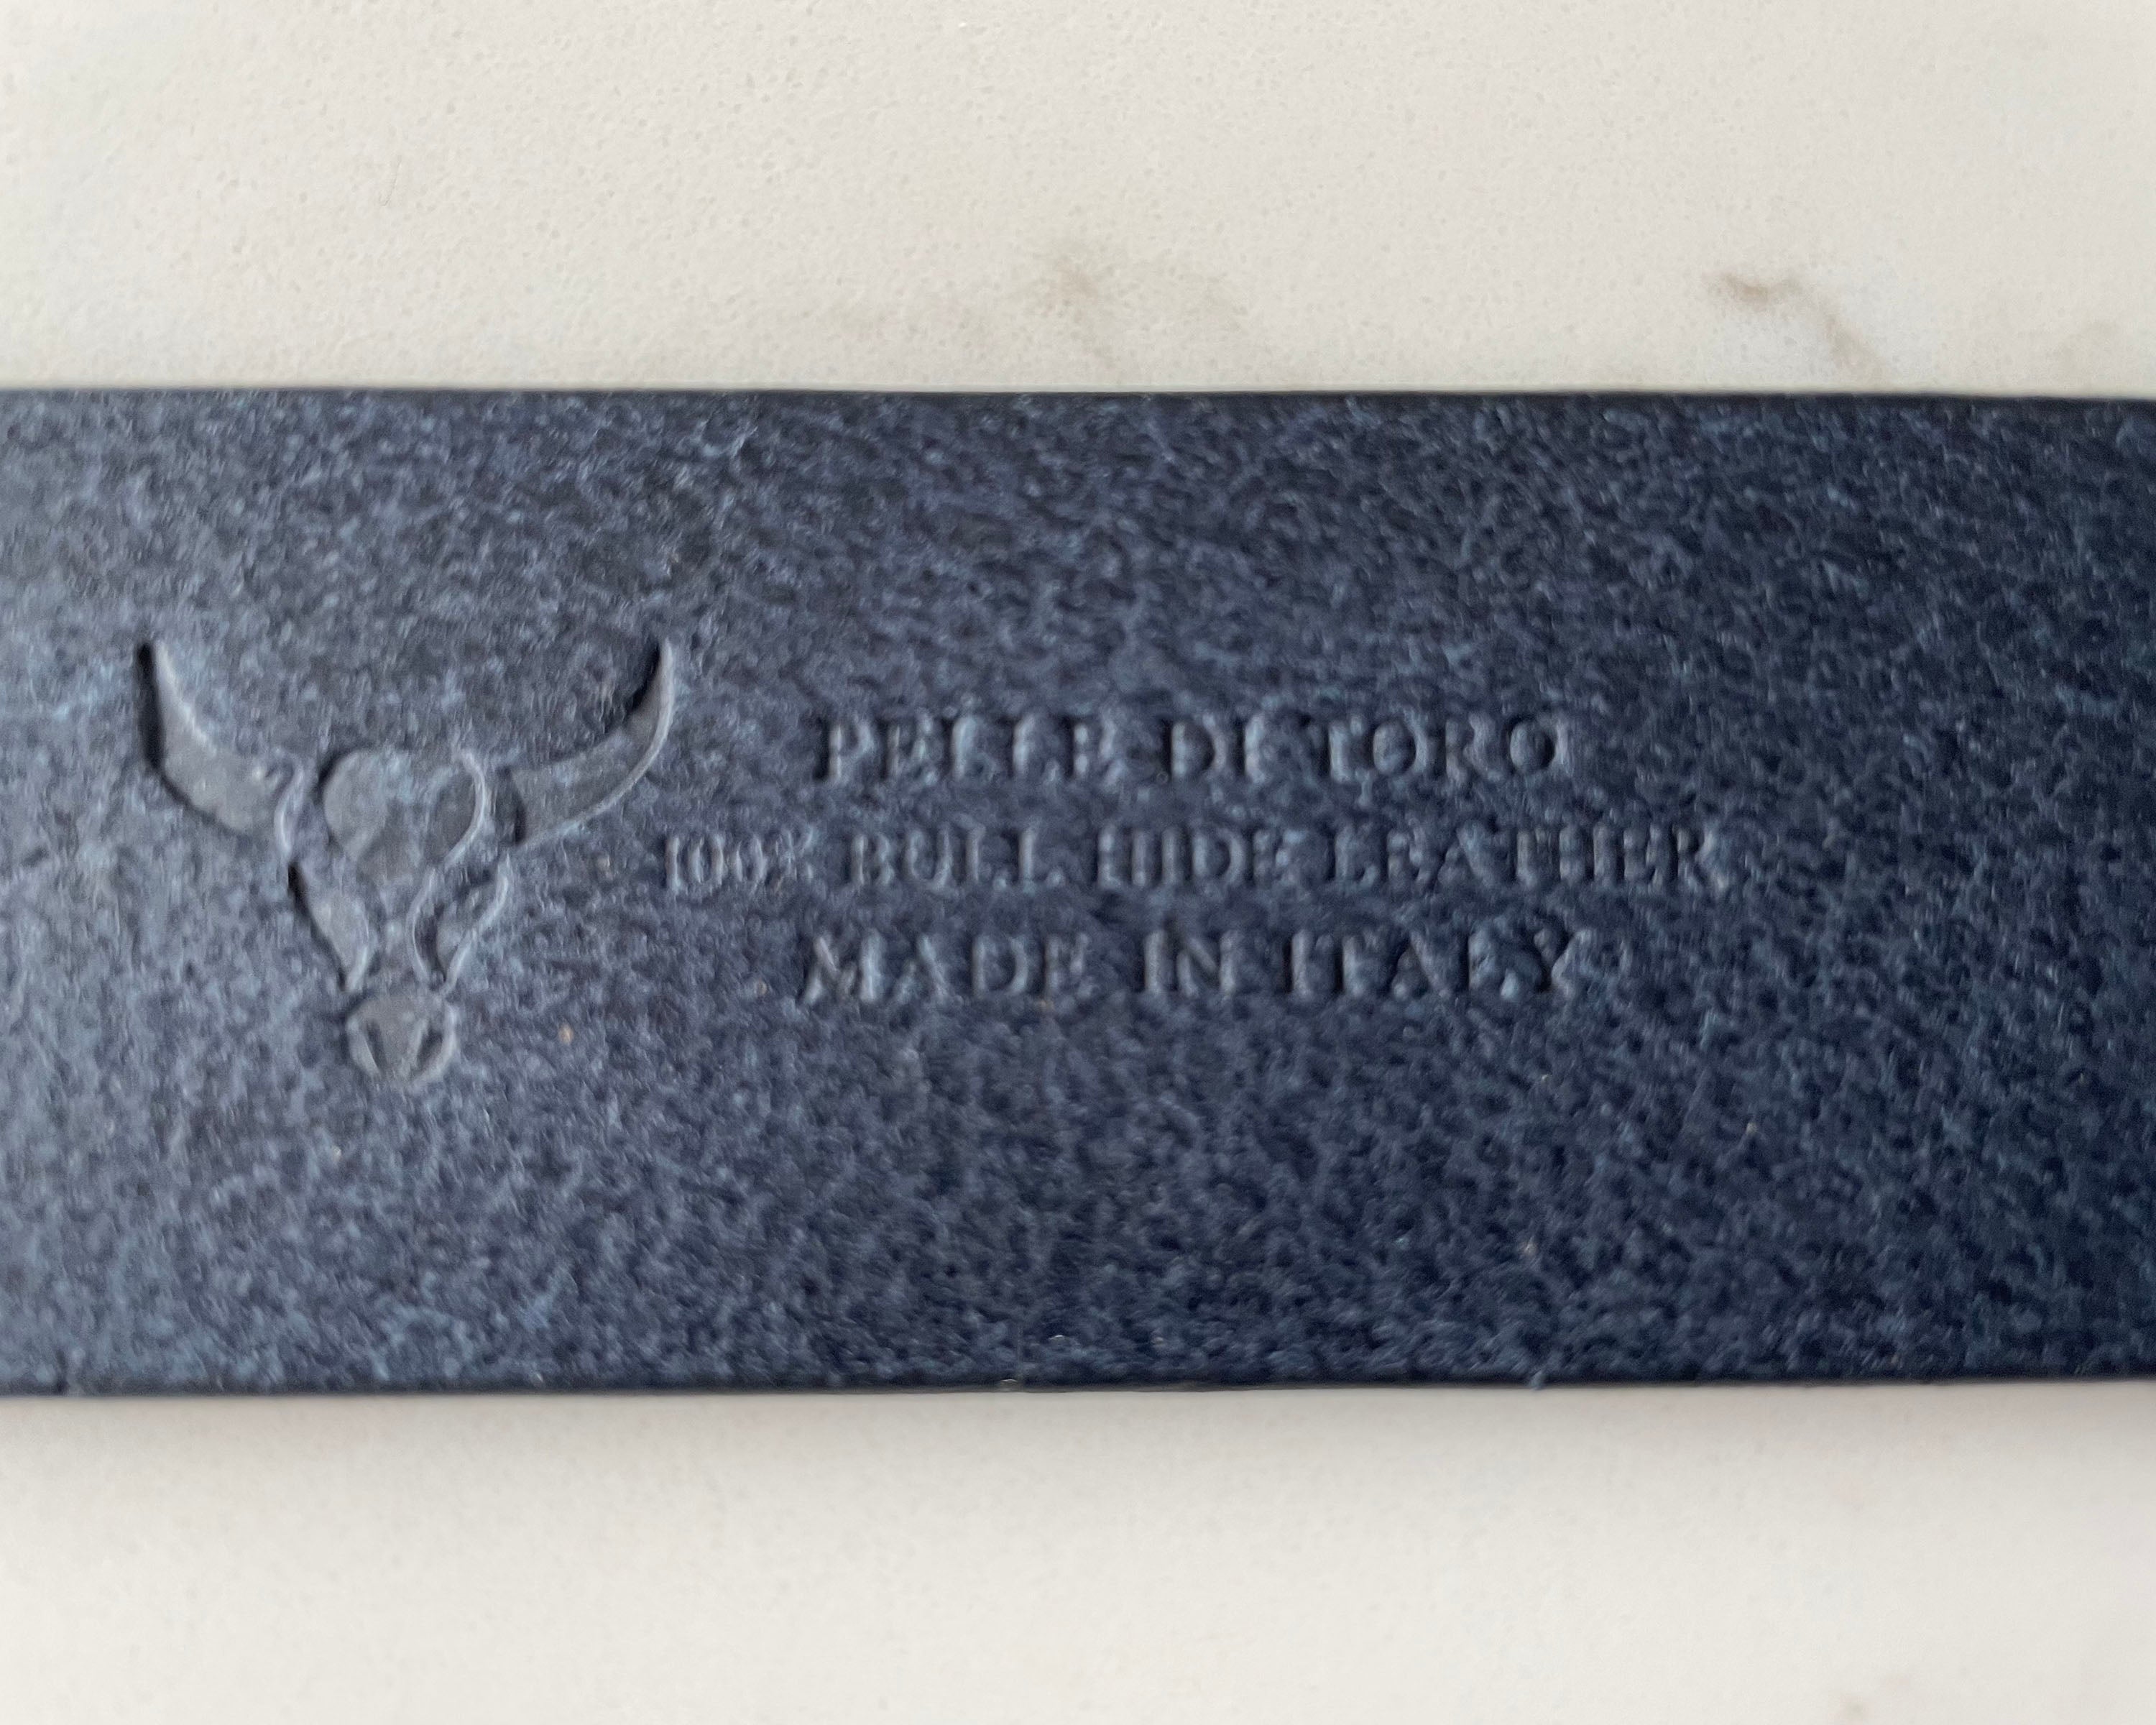 PELLE DI TORO
100% BULL HIDE LEATHER
MADE IN ITALY